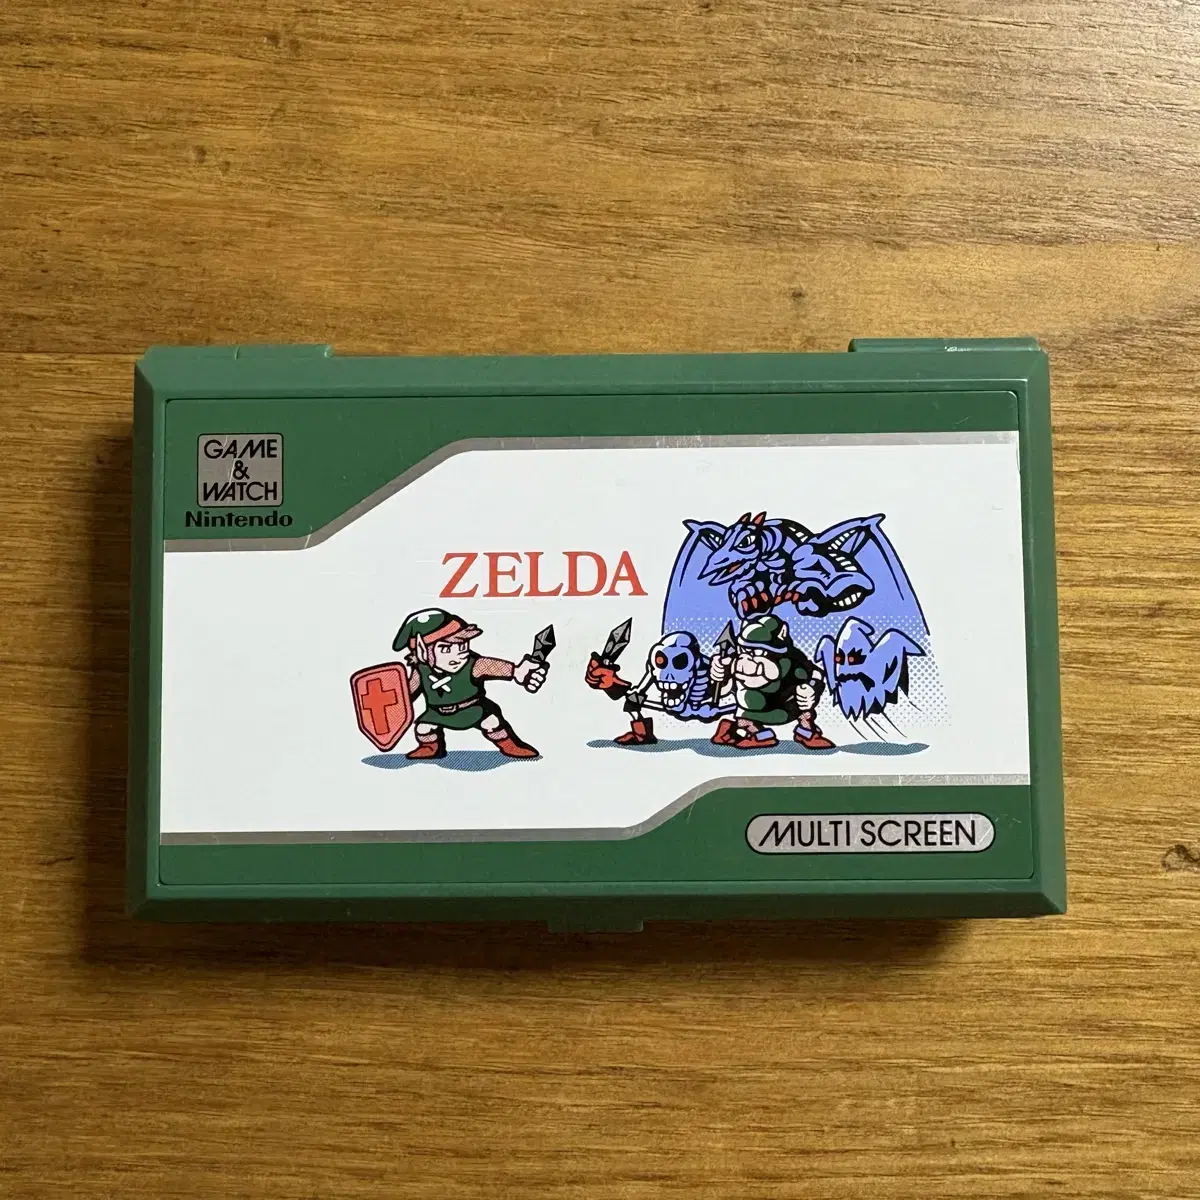 GAME
&
WATCH
Nintendo
ZELDA
MULTI SCREEN